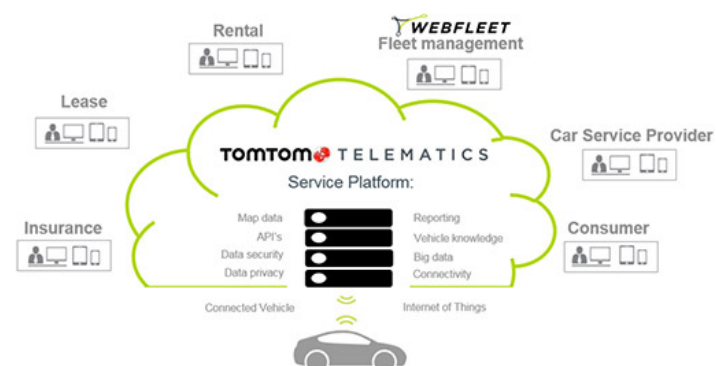 Rental
WEBFLEET
Fleet management
Lease
Car Service Provider
TOMTOM TELEMATICS
Service Platform:
Insurance
Consumer
Map data
Reporting
API's
Vehicle knowledge
Data security
Big data
Data privacy
Connectivity
Connected Vehicle
Internet of Things